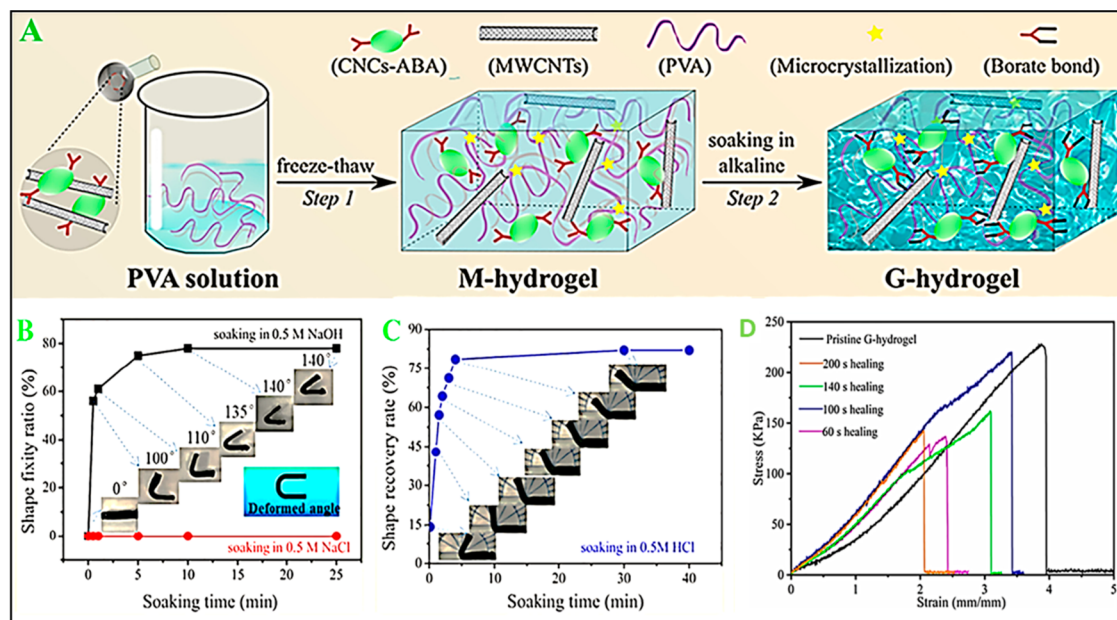 A
(CNCs-ABA)
(MWCNTs)
(PVA)
(Microcrystallization)
(Borate bond)
freeze-thaw
Step 1
soaking in
alkaline
Step 2
PVA solution
M-hydrogel
G-hydrogel
B
Shape fixity ratio (%)
80
60
40
20
0
soaking in 0.5 M NaOH
140°
140°
135°
110°
100°
0°
Deformed angle
soaking in 0.5 M NaCl
0 5 10 15 20 25
Soaking time (min)
C
Shape recovery rate (%)
90
75
60
45
30
15
0
soaking in 0.5M HCl
0 10 20 30 40
Soaking time (min)
D
Stress (KPa)
250
200
150
100
50
0
Pristine G-hydrogel
200 s healing
140 s healing
100 s healing
60 s healing
0 1 2 3 4 5
Strain (mm/mm)